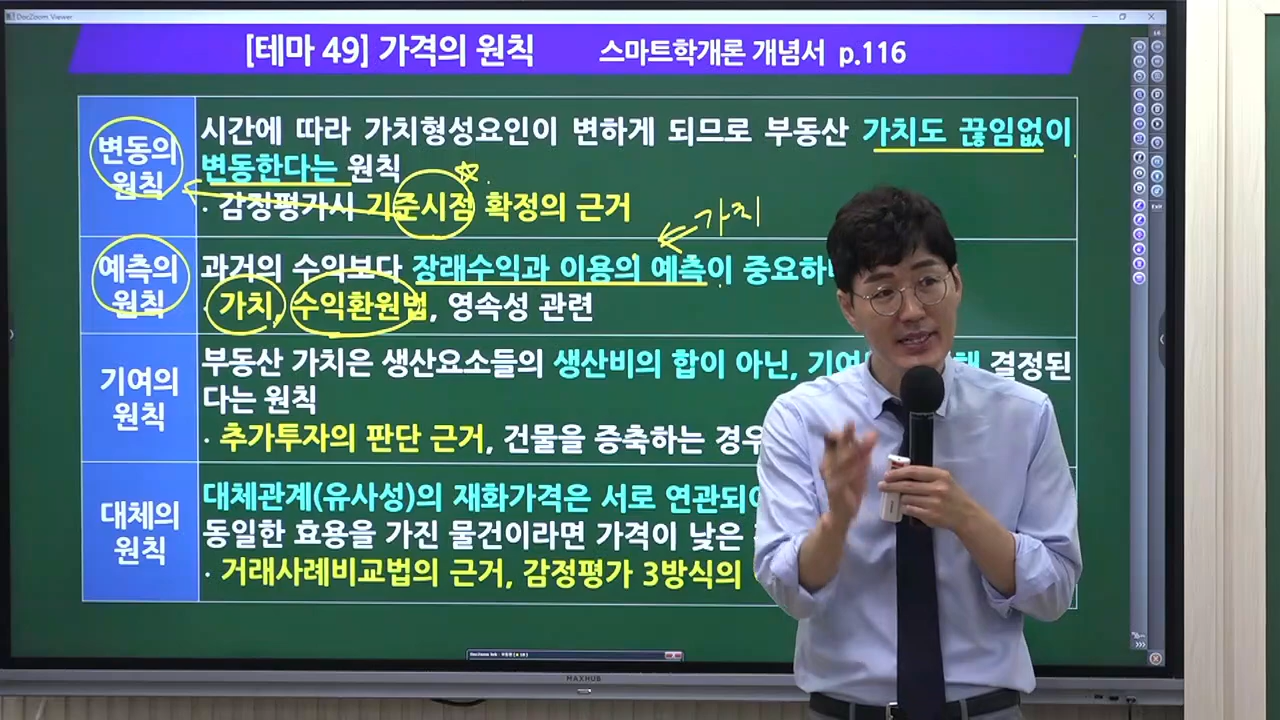 DocZoom Viewer
[테마 49] 가격의 원칙 스마트학개론 개념서 p.116
변동의
원칙
시간에 따라 가치형성요인이 변하게 되므로 부동산 가치도 끊임없이
변동한다는 원칙
· 감정평가시 기준시점 확정의 근거
가치
예측의
원칙
과거의 수익보다 장래수익과 이용의 예측이 중요하
· 가치, 수익환원법, 영속성 관련
기여의
원칙
부동산 가치은 생산요소들의 생산비의 합이 아닌, 기여 해 결정된
다는 원칙
· 추가투자의 판단 근거, 건물을 증축하는 경우
대체의
원칙
대체관계(유사성)의 재화가격은 서로 연관되어
동일한 효용을 가진 물건이라면 가격이 낮은
· 거래사례비교법의 근거, 감정평가 3방식의
MAXHUB